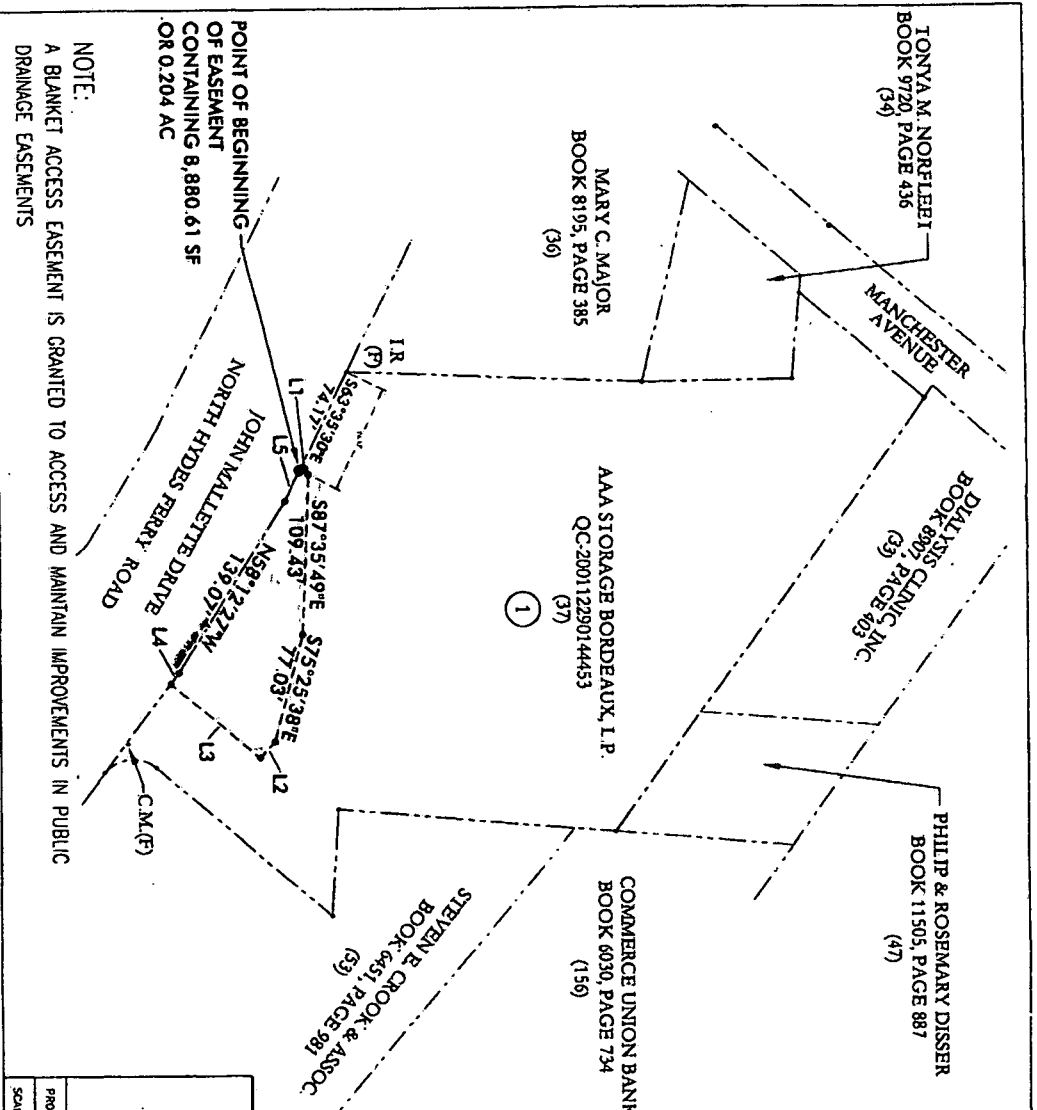 TONYA M. NORFLEET
BOOK 9720, PAGE 436
(34)
MANCHESTER
AVENUE
DIALYSIS CLINIC, INC.
BOOK 8907, PAGE 403
(33)
PHILIP & ROSEMARY DISSER
BOOK 11505, PAGE 887
(47)
MARY C. MAJOR
BOOK 8195, PAGE 385
(36)
AAA STORAGE BORDEAUX, L.P.
QC-200112290144453
(37)
1
COMMERCE UNION BANK
BOOK 6030, PAGE 734
(156)
STEVEN E. CROOK & ASSOC.
BOOK 6451, PAGE 981
(53)
I.R
(F)
S63°35'30"E
74.17'
L1
L5
S87°35'49"E
109.43'
S75°25'38"E
77.03'
L2
L3
L4
N58°12'27"W
139.07'
C.M.(F)
JOHN MALLETTE DRIVE
NORTH HYDES FERRY ROAD
POINT OF BEGINNING
OF EASEMENT
CONTAINING 8,880.61 SF
OR 0.204 AC
NOTE:
A BLANKET ACCESS EASEMENT IS GRANTED TO ACCESS AND MAINTAIN IMPROVEMENTS IN PUBLIC
DRAINAGE EASEMENTS